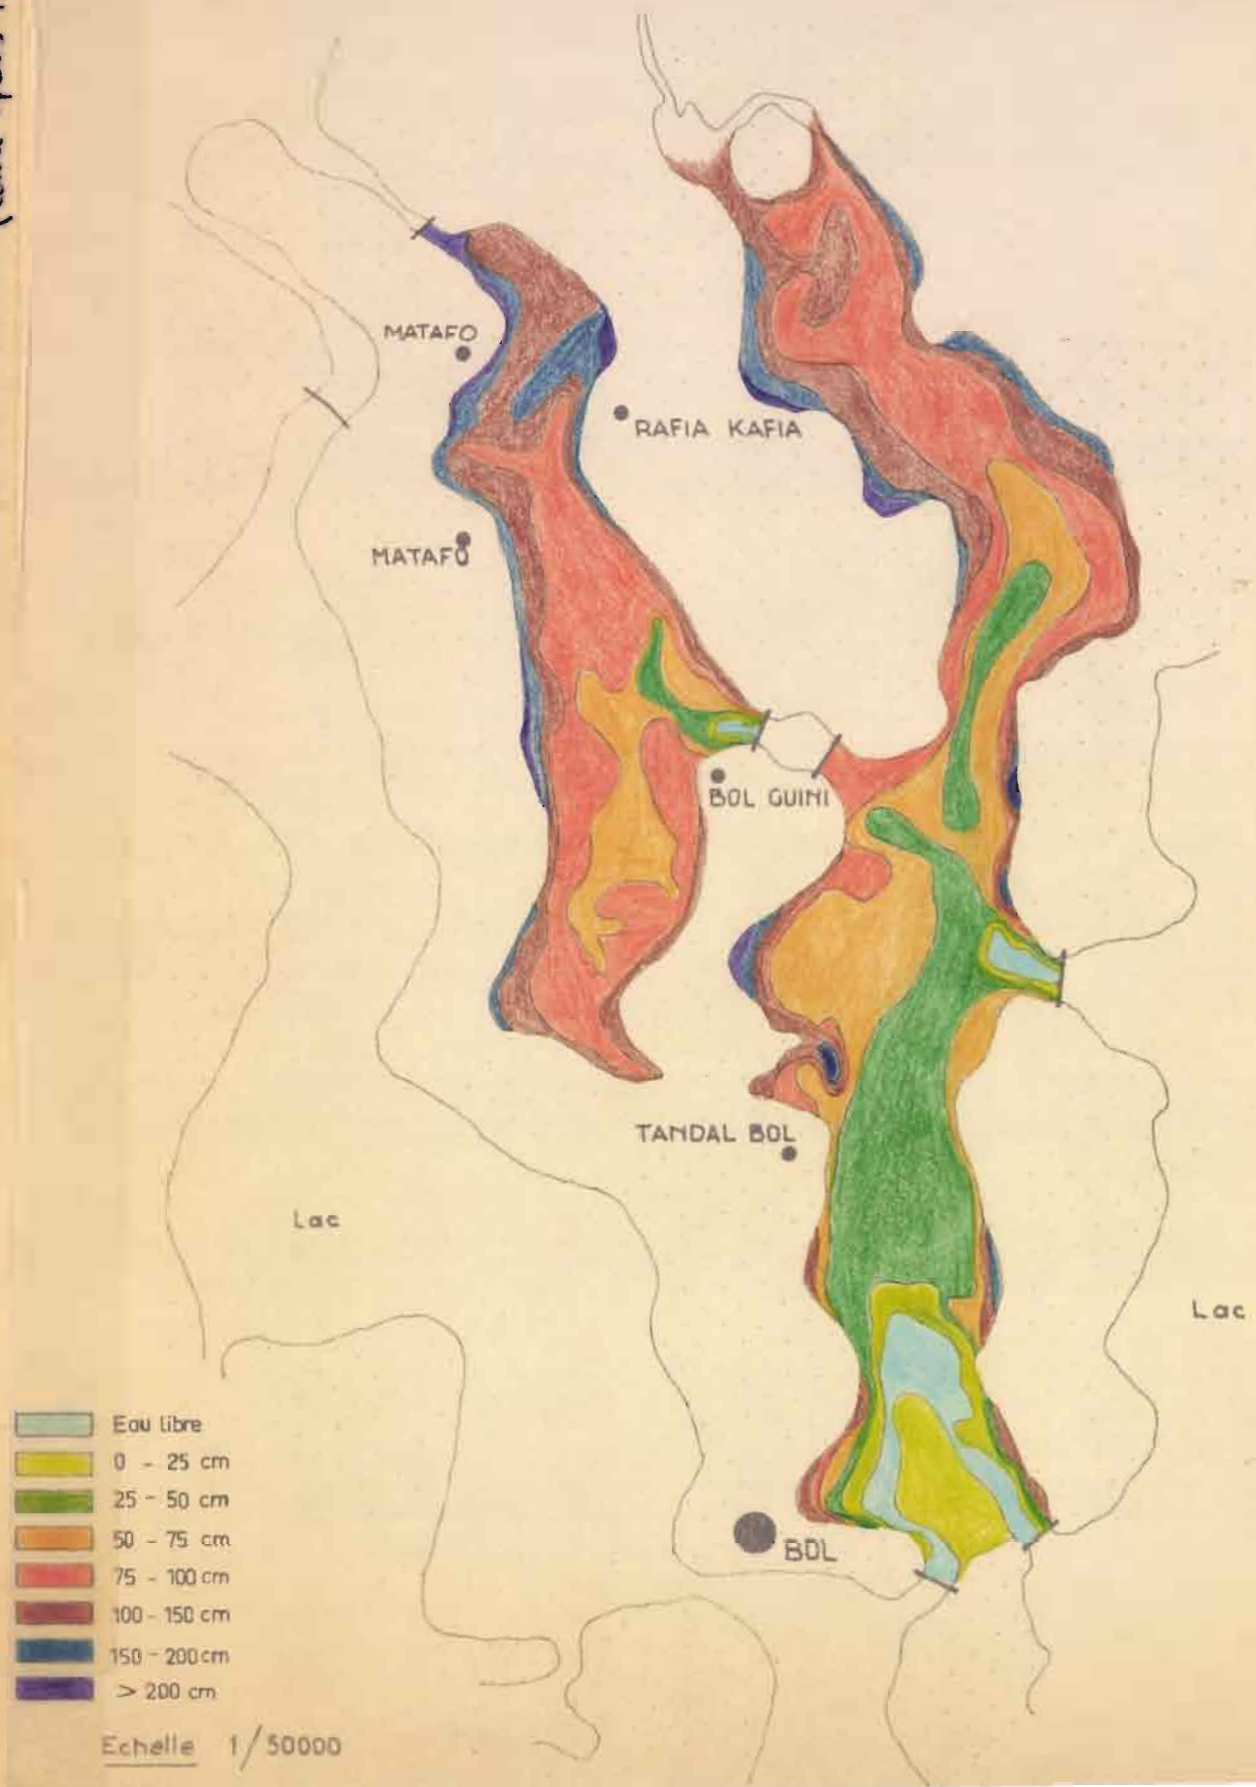 MATAFO
RAFIA KAFIA
MATAFO
BOL GUINI
TANDAL BOL
Lac
Lac
Eau libre
0 - 25 cm
25 - 50 cm
50 - 75 cm
75 - 100 cm
100 - 150 cm
150 - 200 cm
> 200 cm
BOL
Echelle 1/50000